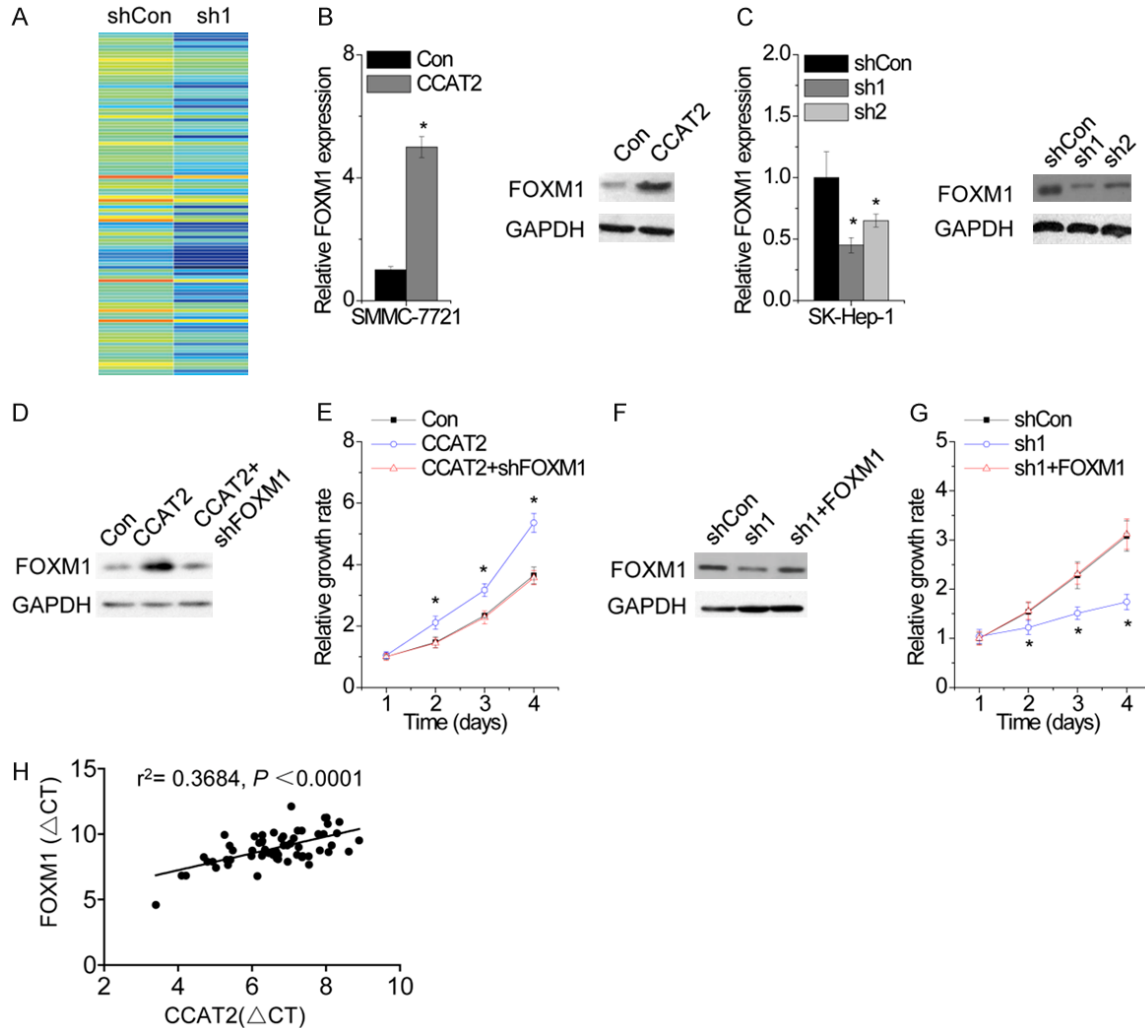 A
shCon sh1
B
Relative FOXM1 expression
8
4
0
Con
CCAT2
*
SMMC-7721
Con CCAT2
FOXM1
GAPDH
C
Relative FOXM1 expression
2.0
1.5
1.0
0.5
0.0
shCon
sh1
sh2
* *
SK-Hep-1
shCon sh1 sh2
FOXM1
GAPDH
D
Con CCAT2 CCAT2+
shFOXM1
FOXM1
GAPDH
E
Con
CCAT2
CCAT2+shFOXM1
Relative growth rate
8
6
4
2
0
* * *
1 2 3 4
Time (days)
F
shCon sh1 sh1+FOXM1
FOXM1
GAPDH
G
shCon
sh1
sh1+FOXM1
Relative growth rate
5
4
3
2
1
0
* * *
1 2 3 4
Time (days)
H
r²= 0.3684, P <0.0001
FOXM1 (△CT)
15
10
5
0
2 4 6 8 10
CCAT2(△CT)